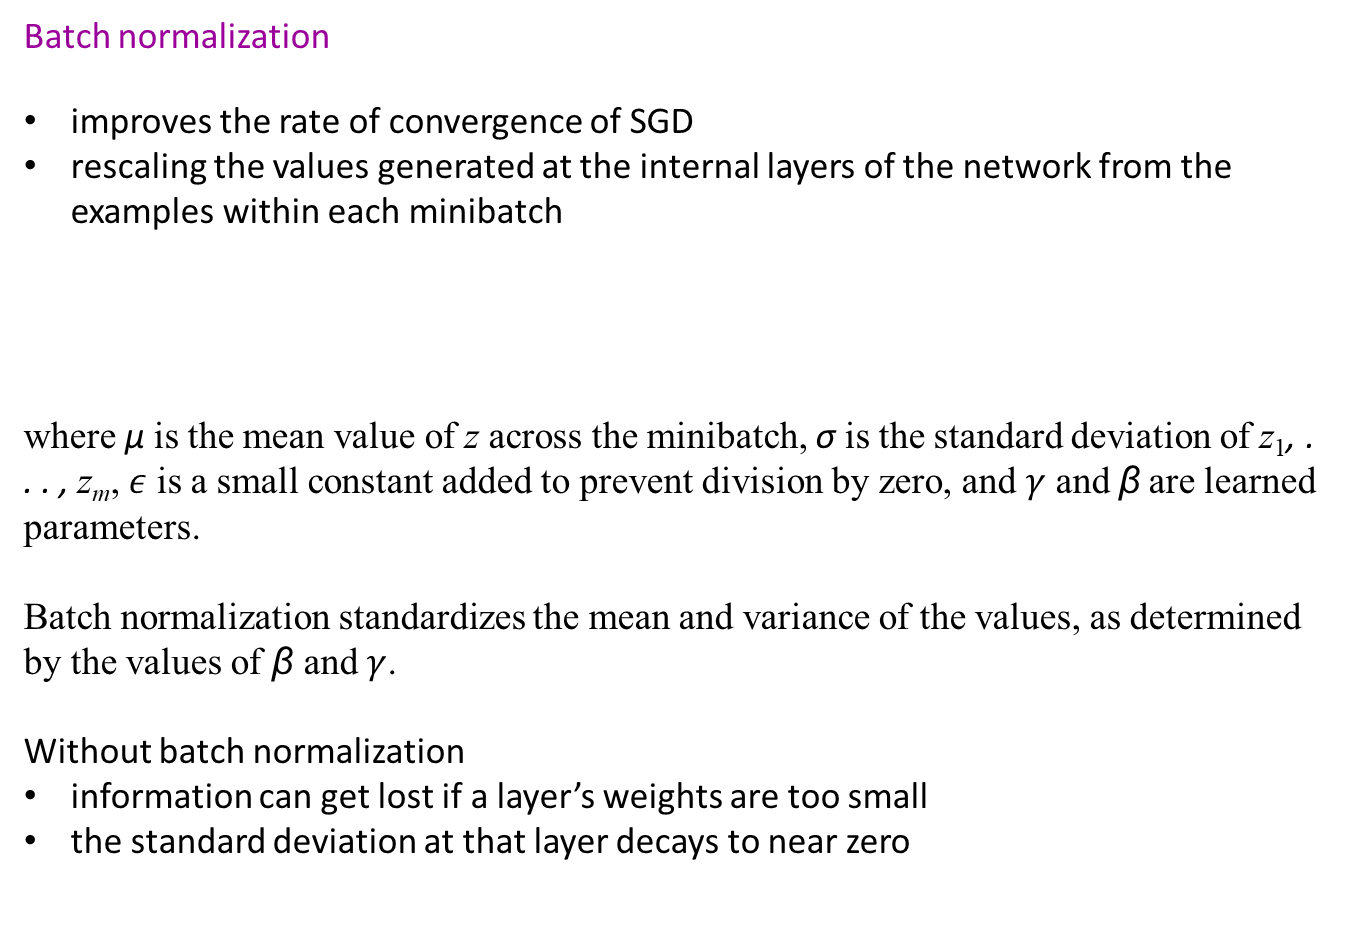 Batch normalization
• improves the rate of convergence of SGD
• rescaling the values generated at the internal layers of the network from the
examples within each minibatch
where μ is the mean value of z across the minibatch, σ is the standard deviation of z₁, .
. . , zₘ, ϵ is a small constant added to prevent division by zero, and γ and β are learned
parameters.
Batch normalization standardizes the mean and variance of the values, as determined
by the values of β and γ.
Without batch normalization
• information can get lost if a layer’s weights are too small
• the standard deviation at that layer decays to near zero